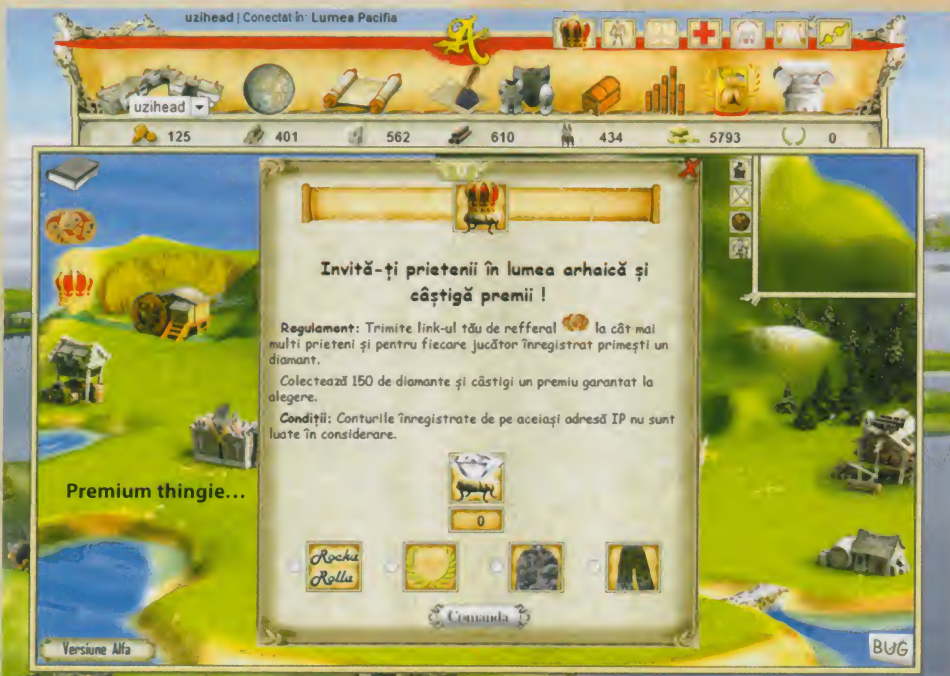 uzihead | Conectat în: Lumea Pacifia
uzihead
125
401
562
610
434
5793
0
Invită-ți prietenii în lumea arhaică și
câștigă premii !
Regulament: Trimite link-ul tău de refferal la cât mai
multi prieteni și pentru fiecare jucător înregistrat primești un
diamant.
Colectează 150 de diamante și câstigi un premiu garantat la
alegere.
Condiții: Conturile înregistrate de pe aceiași adresă IP nu sunt
luate în considerare.
Premium thingie...
0
Rocku
Rollu
Comanda
Versiune Alfa
BUG